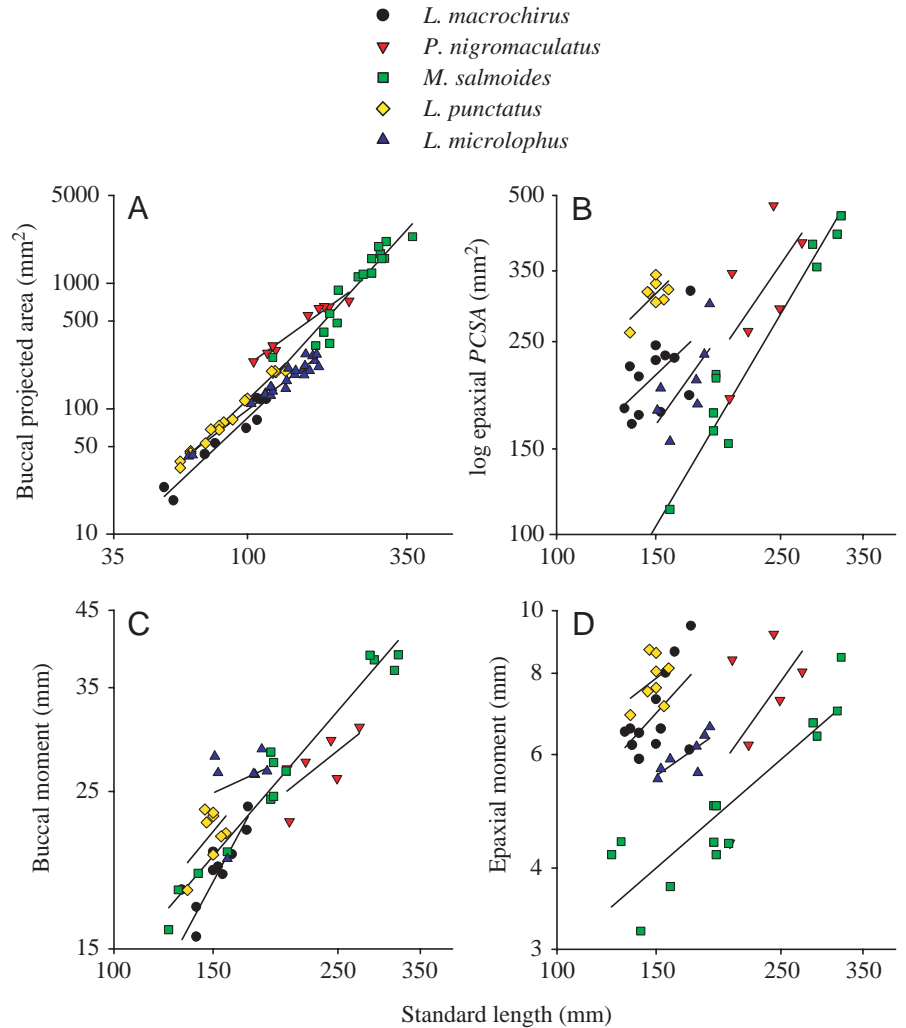 L. macrochirus
P. nigromaculatus
M. salmoides
L. punctatus
L. microlophus
A
Buccal projected area (mm²)
5000
1000
500
100
50
10
35
100
350
B
log epaxial PCSA (mm²)
500
350
250
150
100
100
150
250
350
C
Buccal moment (mm)
45
35
25
15
100
150
250
350
D
Epaxial moment (mm)
10
8
6
4
3
100
150
250
350
Standard length (mm)